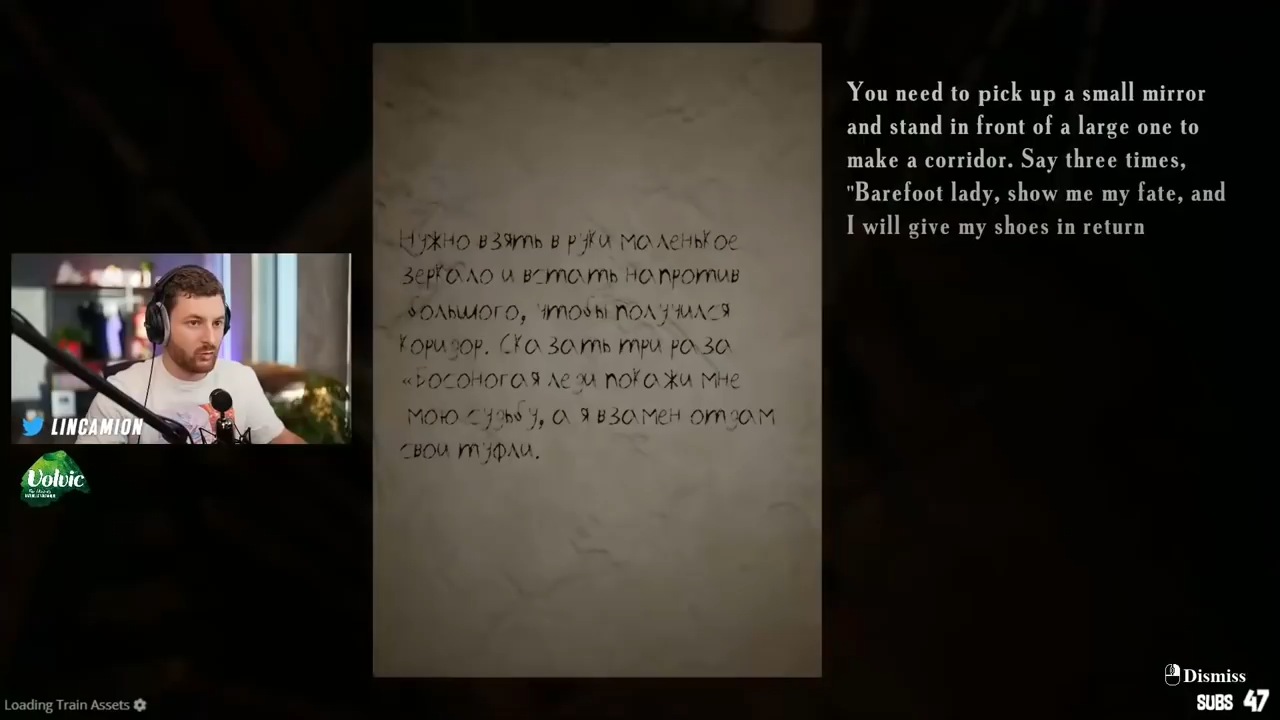 You need to pick up a small mirror
and stand in front of a large one to
make a corridor. Say three times,
"Barefoot lady, show me my fate, and
I will give my shoes in return
Нужно взять в руки маленькое
зеркало и встать напротив
большого, чтобы получился
коридор. Сказать три раза
«Босоногая леди покажи мне
мою судьбу, а я взамен отдам
свои туфли.
LINCAMION
Volvic
Dismiss
Loading Train Assets
SUBS 47